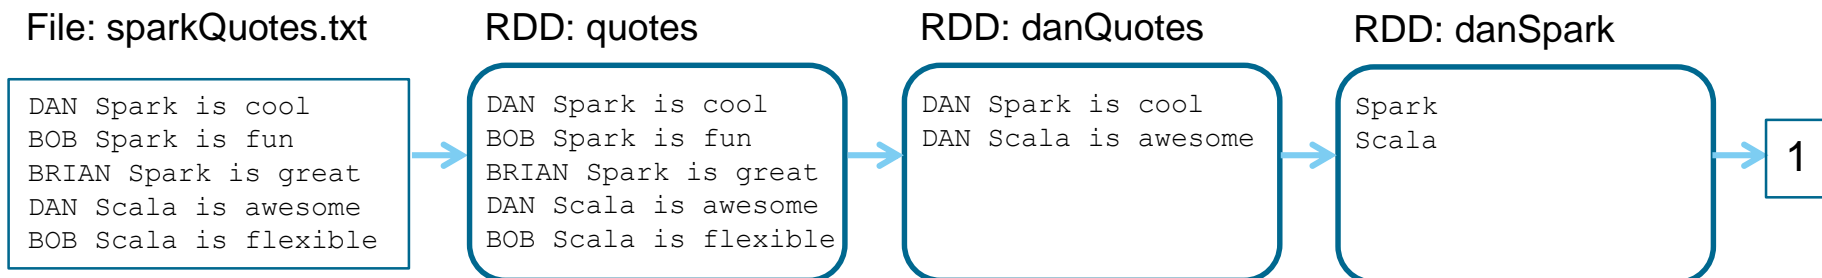 File: sparkQuotes.txt
DAN Spark is cool
BOB Spark is fun
BRIAN Spark is great
DAN Scala is awesome
BOB Scala is flexible
RDD: quotes
DAN Spark is cool
BOB Spark is fun
BRIAN Spark is great
DAN Scala is awesome
BOB Scala is flexible
RDD: danQuotes
DAN Spark is cool
DAN Scala is awesome
RDD: danSpark
Spark
Scala
1